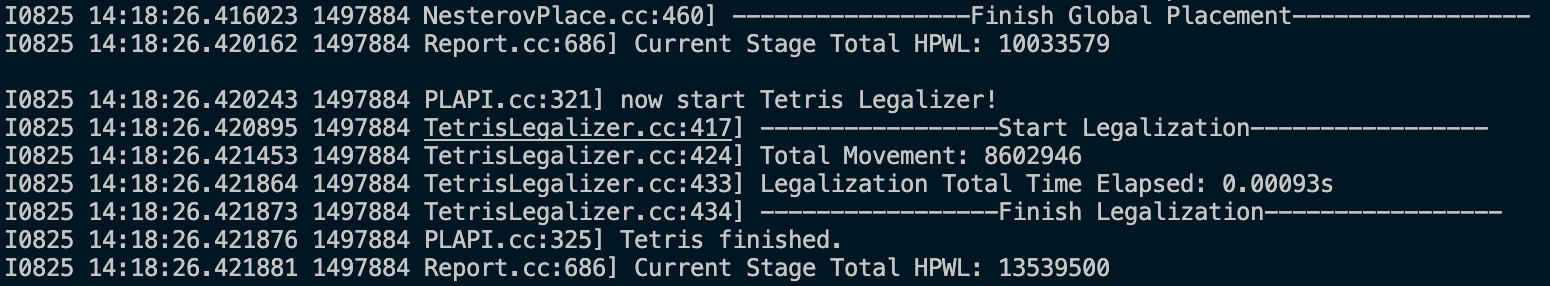 I0825 14:18:26.416023 1497884 NesterovPlace.cc:460] —————————————————Finish Global Placement—————————————————
I0825 14:18:26.420162 1497884 Report.cc:686] Current Stage Total HPWL: 10033579
I0825 14:18:26.420243 1497884 PLAPI.cc:321] now start Tetris Legalizer!
I0825 14:18:26.420895 1497884 TetrisLegalizer.cc:417] —————————————————Start Legalization—————————————————
I0825 14:18:26.421453 1497884 TetrisLegalizer.cc:424] Total Movement: 8602946
I0825 14:18:26.421864 1497884 TetrisLegalizer.cc:433] Legalization Total Time Elapsed: 0.00093s
I0825 14:18:26.421873 1497884 TetrisLegalizer.cc:434] —————————————————Finish Legalization—————————————————
I0825 14:18:26.421876 1497884 PLAPI.cc:325] Tetris finished.
I0825 14:18:26.421881 1497884 Report.cc:686] Current Stage Total HPWL: 13539500